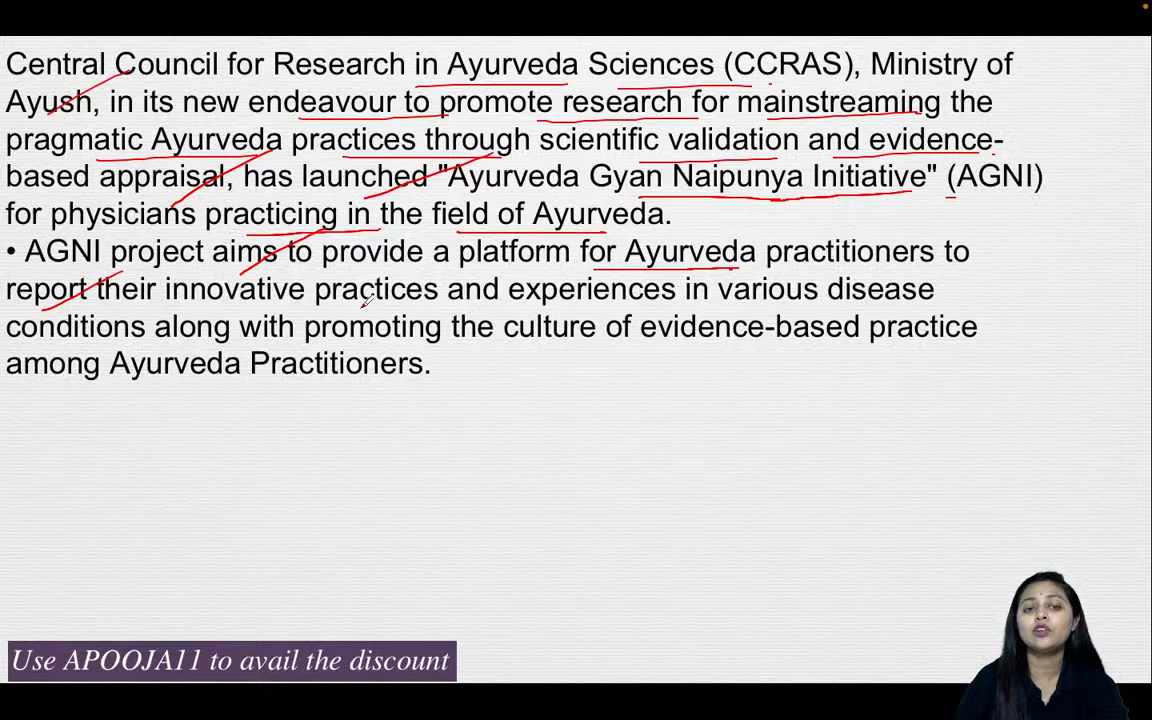 Central Council for Research in Ayurveda Sciences (CCRAS), Ministry of
Ayush, in its new endeavour to promote research for mainstreaming the
pragmatic Ayurveda practices through scientific validation and evidence-
based appraisal, has launched "Ayurveda Gyan Naipunya Initiative" (AGNI)
for physicians practicing in the field of Ayurveda.
• AGNI project aims to provide a platform for Ayurveda practitioners to
report their innovative practices and experiences in various disease
conditions along with promoting the culture of evidence-based practice
among Ayurveda Practitioners.
Use APOOJA11 to avail the discount